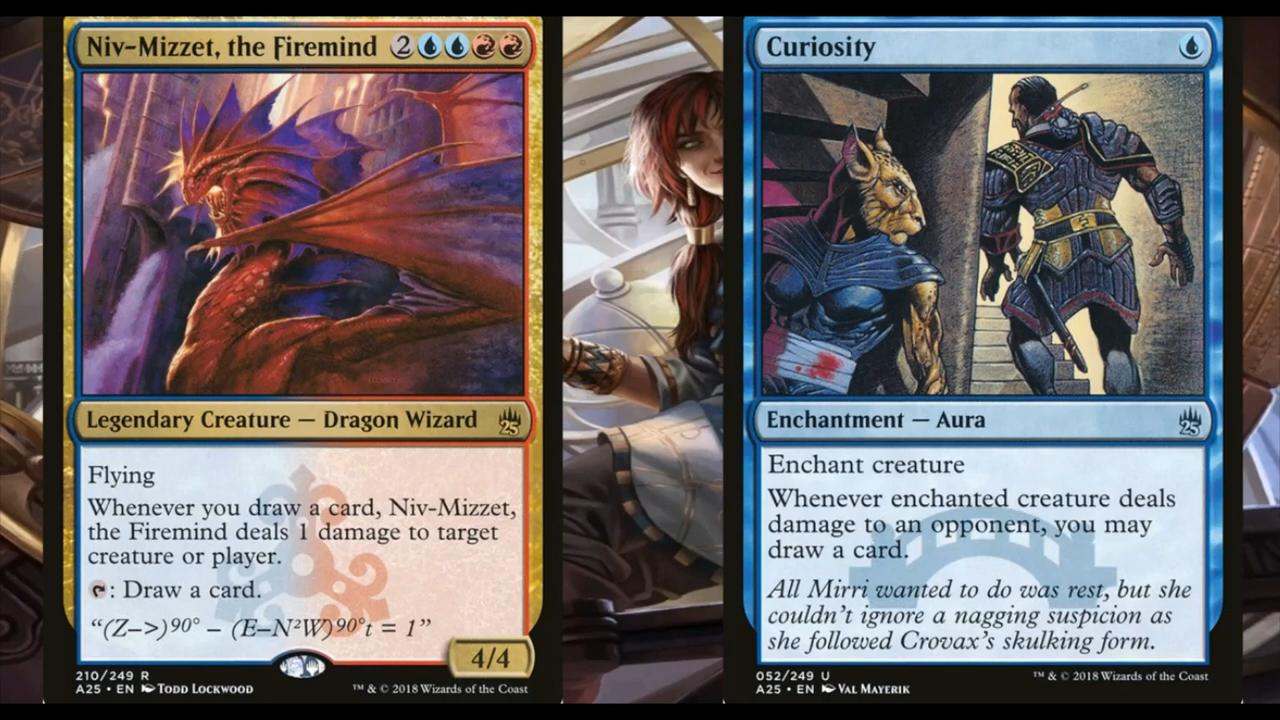 Niv-Mizzet, the Firemind 2
Legendary Creature — Dragon Wizard
25
Flying
Whenever you draw a card, Niv-Mizzet,
the Firemind deals 1 damage to target
creature or player.
: Draw a card.
“(Z–>)90° – (E–N²W)90°t = 1”
4/4
210/249 R
A25 • EN Todd Lockwood
™ & © 2018 Wizards of the Coast
Curiosity
Enchantment — Aura
25
Enchant creature
Whenever enchanted creature deals
damage to an opponent, you may
draw a card.
All Mirri wanted to do was rest, but she
couldn’t ignore a nagging suspicion as
she followed Crovax’s skulking form.
052/249 U
A25 • EN Val Mayerik
™ & © 2018 Wizards of the Coast